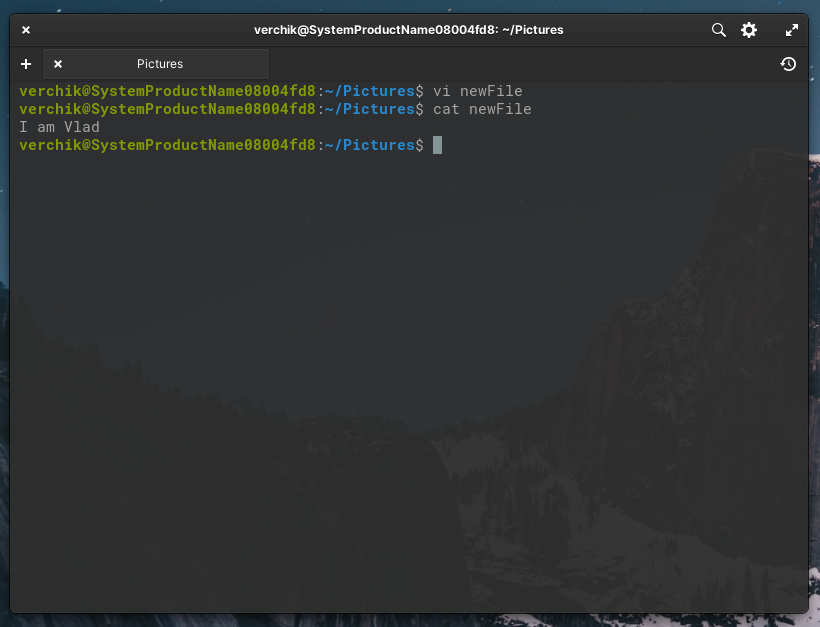 verchik@SystemProductName08004fd8: ~/Pictures
Pictures
verchik@SystemProductName08004fd8:~/Pictures$ vi newFile
verchik@SystemProductName08004fd8:~/Pictures$ cat newFile
I am Vlad
verchik@SystemProductName08004fd8:~/Pictures$